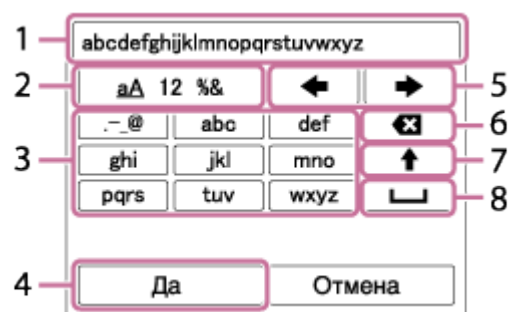 1 abcdefghijklmnopqrstuvwxyz
2 aA 12 %& 5
.-_@ abc def 6
3 ghi jkl mno 7
pqrs tuv wxyz 8
4 Да Отмена